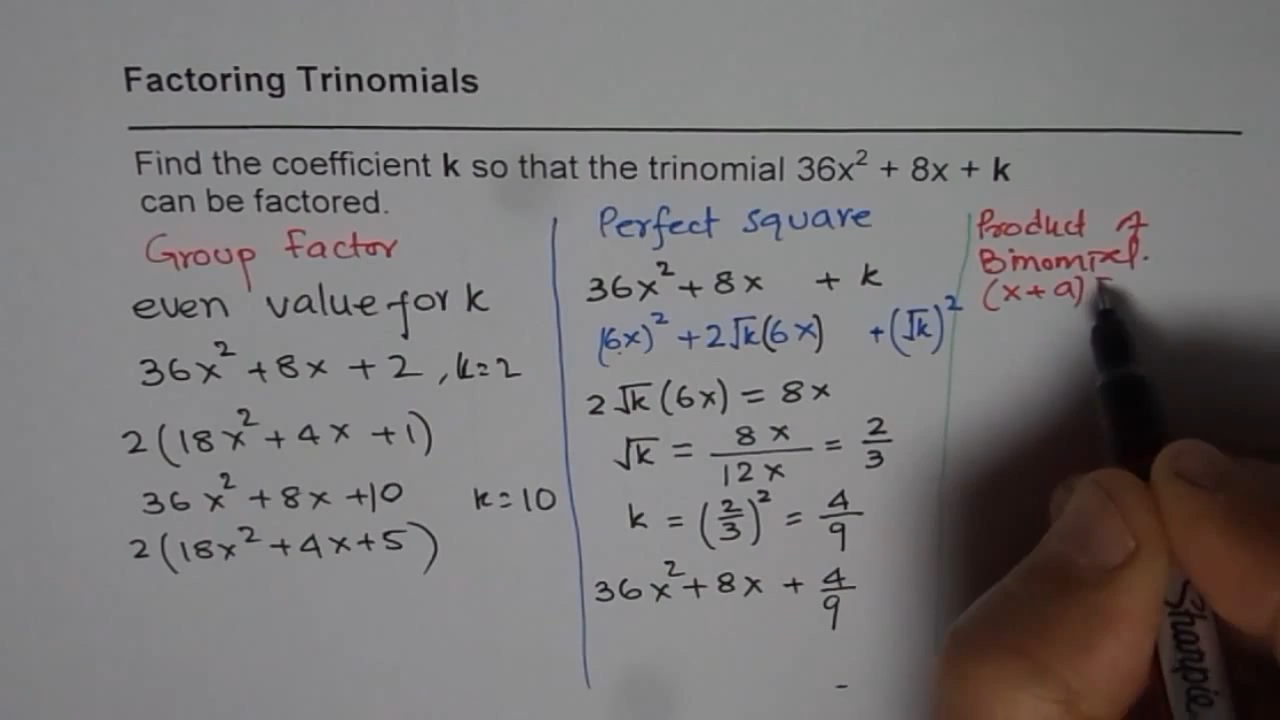 Factoring Trinomials
Find the coefficient k so that the trinomial 36x² + 8x + k
can be factored.
Group Factor
even value for k
36x² + 8x + 2 , k = 2
2(18x² + 4x + 1)
36x² + 8x + 10 k = 10
2(18x² + 4x + 5)
Perfect square
36x² + 8x + k
(6x)² + 2√k(6x) + (√k)²
2√k(6x) = 8x
√k = 8x/12x = 2/3
k = (2/3)² = 4/9
36x² + 8x + 4/9
Product of
Binomial.
(x + a)
Sharpie